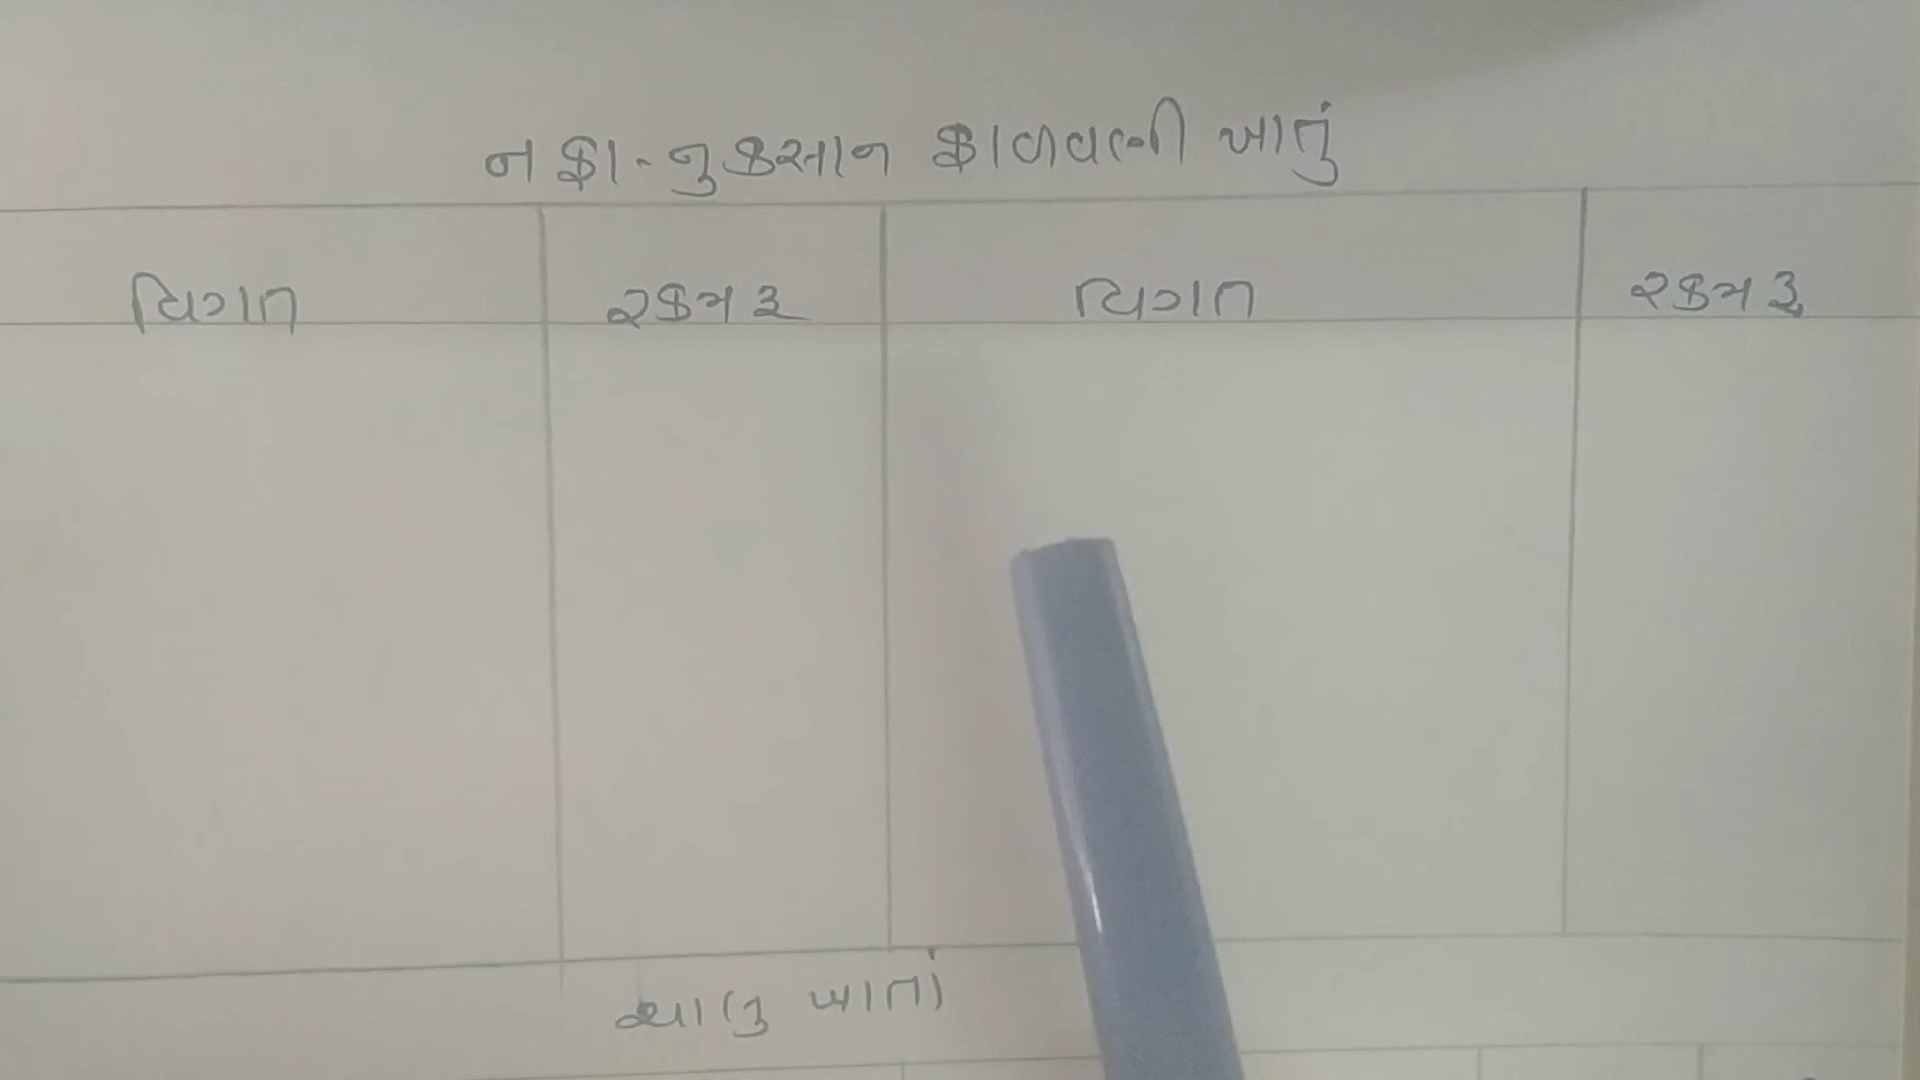 નફા-નુકસાન ફાળવણી ખાતું
વિગત રકમ રૂ વિગત રકમ રૂ
ચાલુ ખાતાં